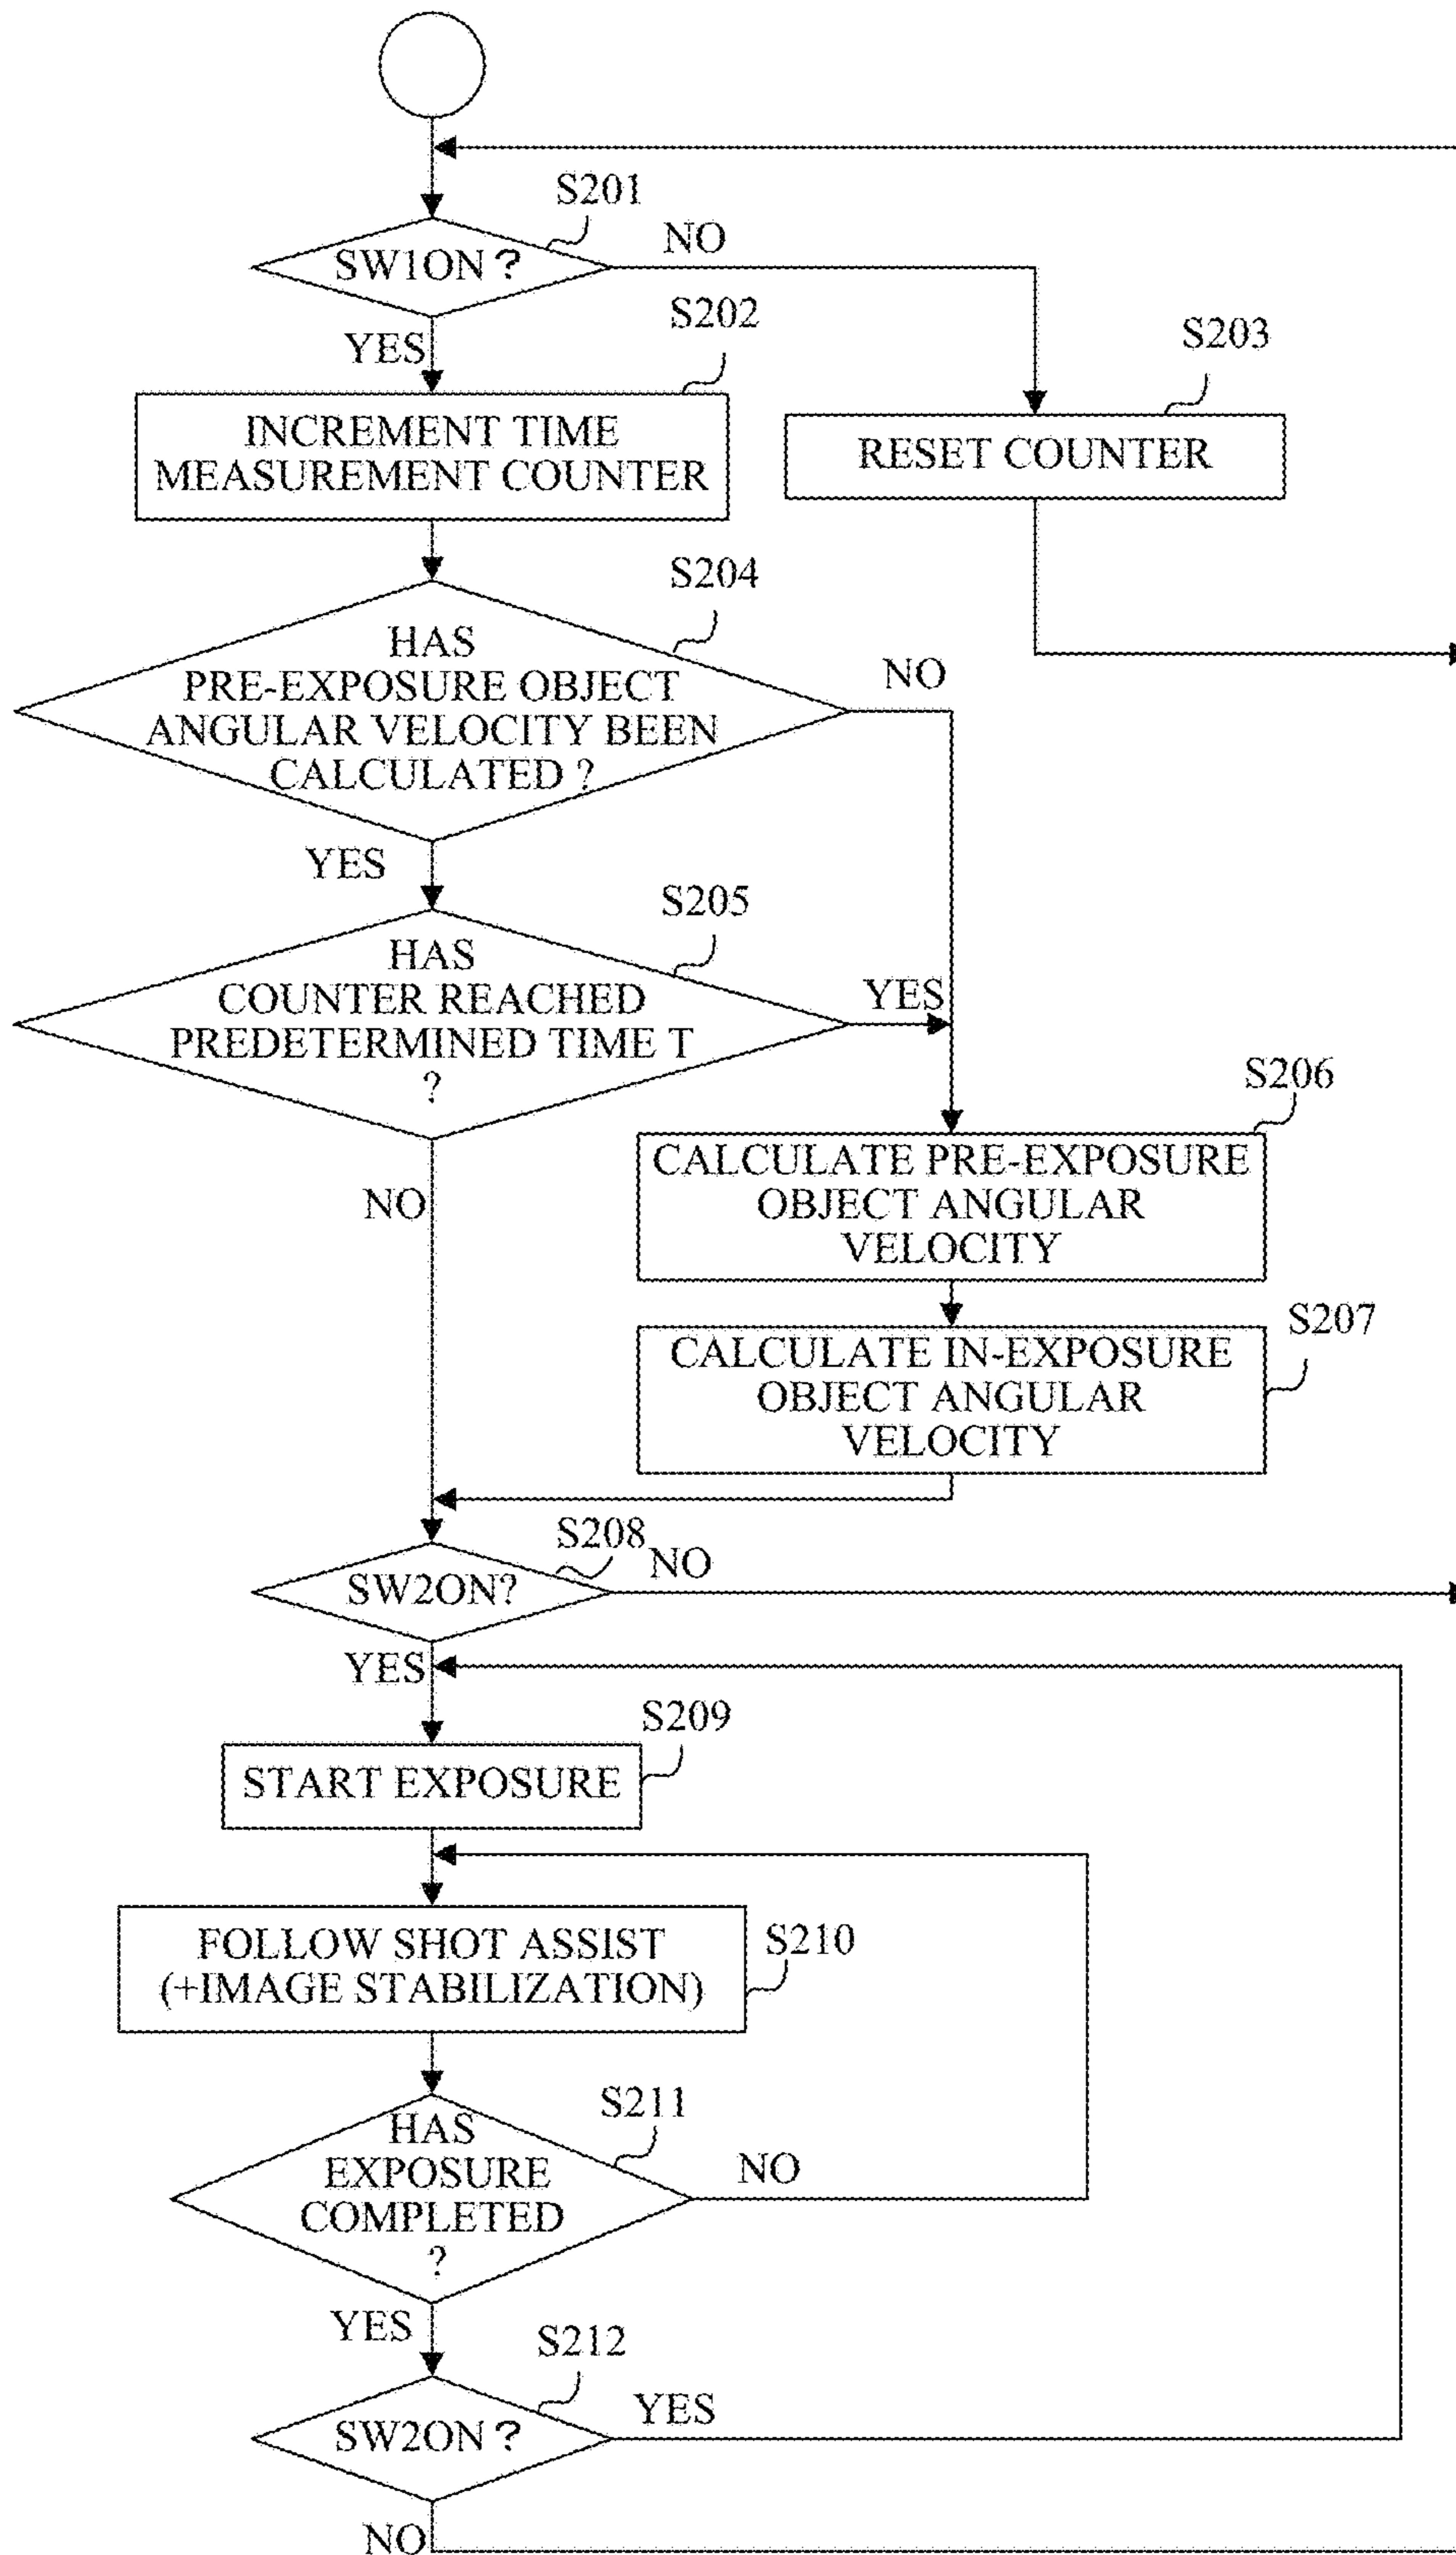 S201
SW1ON?
NO
YES
S202
INCREMENT TIME
MEASUREMENT COUNTER
S203
RESET COUNTER
S204
HAS
PRE-EXPOSURE OBJECT
ANGULAR VELOCITY BEEN
CALCULATED ?
NO
YES
S205
HAS
COUNTER REACHED
PREDETERMINED TIME T
?
YES
NO
S206
CALCULATE PRE-EXPOSURE
OBJECT ANGULAR
VELOCITY
S207
CALCULATE IN-EXPOSURE
OBJECT ANGULAR
VELOCITY
S208
SW2ON?
NO
YES
S209
START EXPOSURE
S210
FOLLOW SHOT ASSIST
(+IMAGE STABILIZATION)
S211
HAS
EXPOSURE
COMPLETED
?
NO
YES
S212
SW2ON?
YES
NO